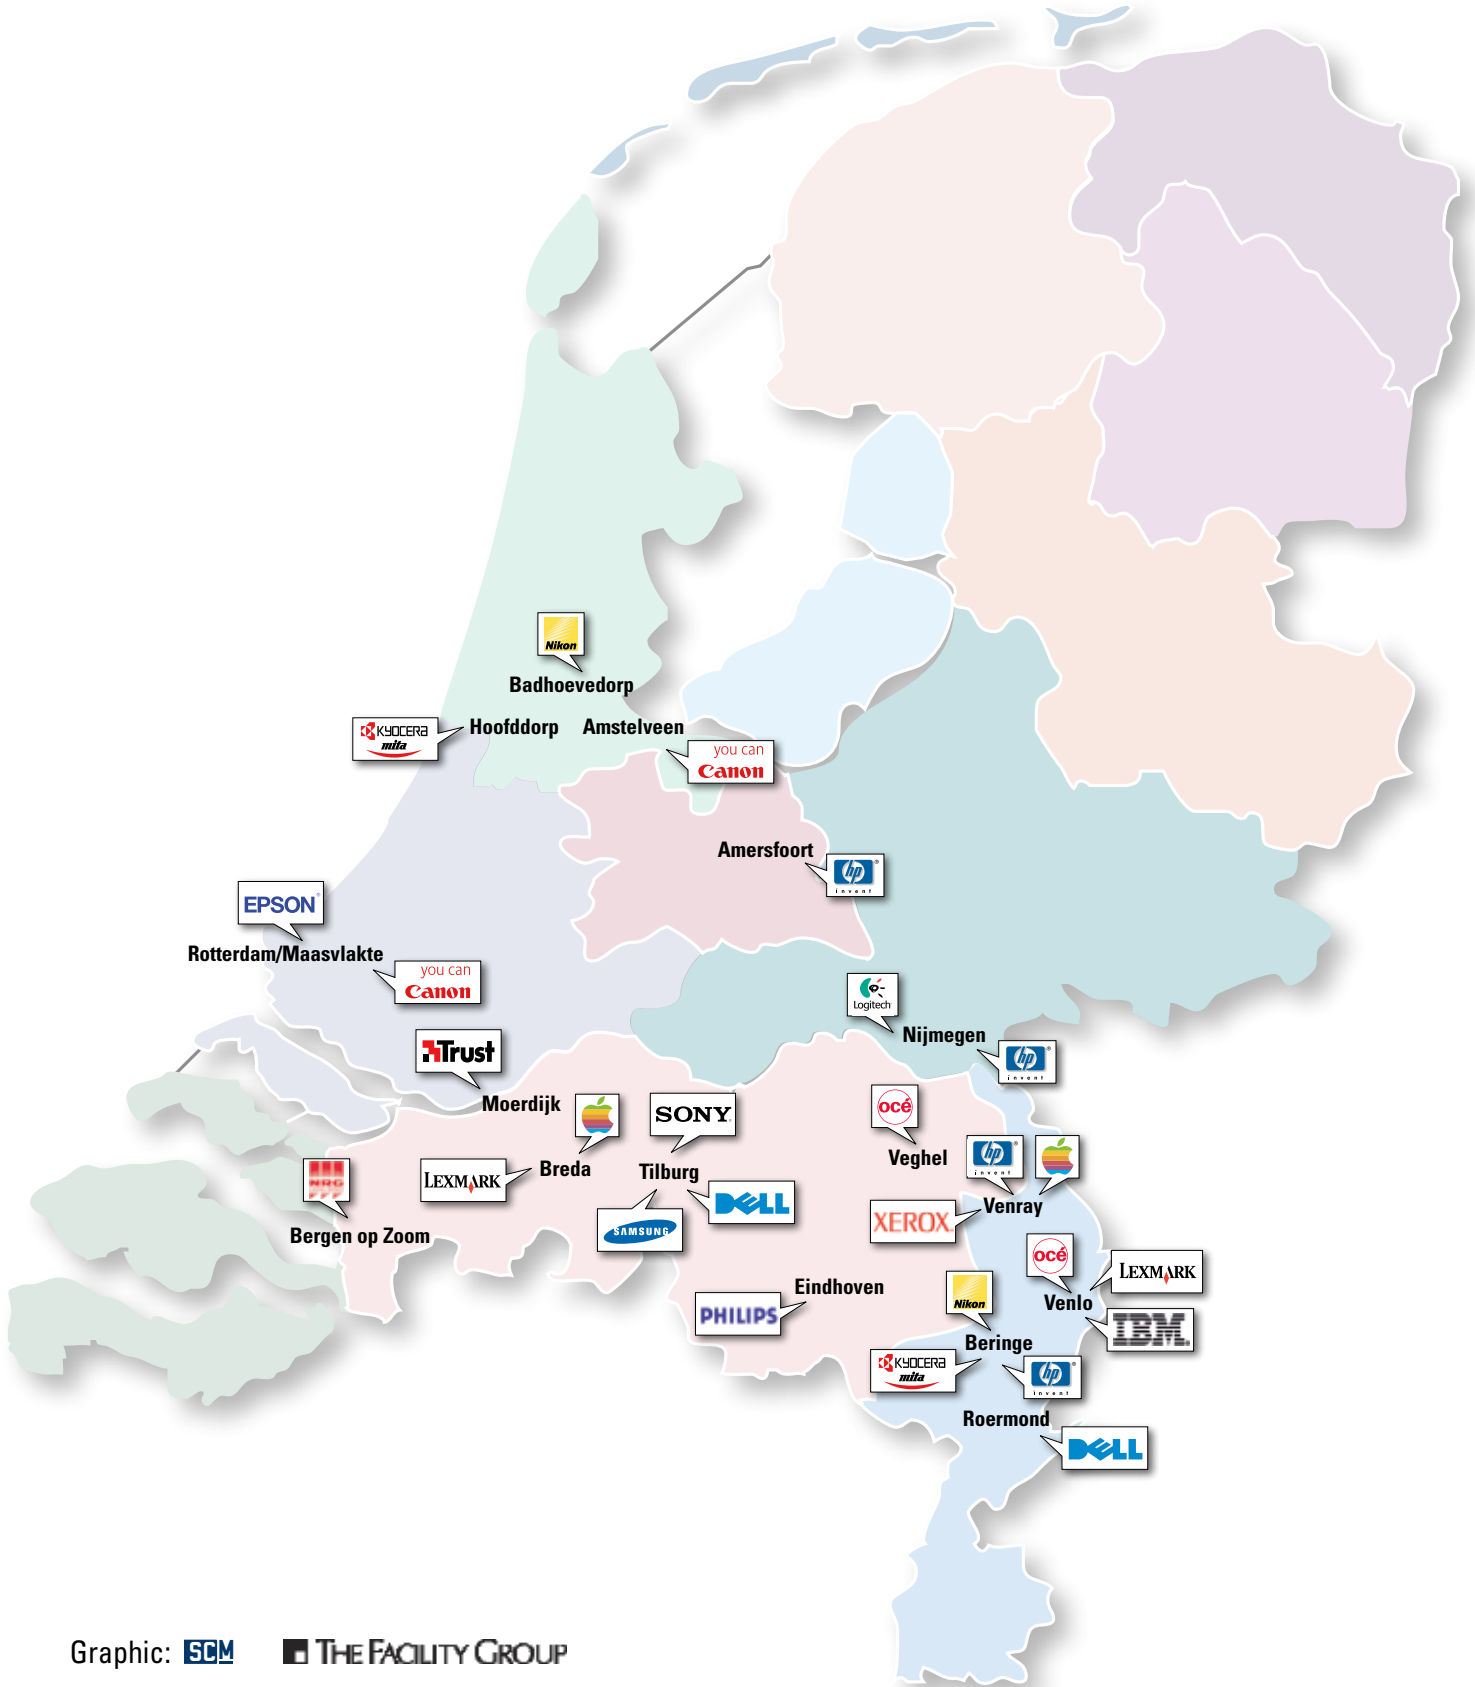 Nikon
Badhoevedorp
KYOCERA
mita
Hoofddorp
Amstelveen
you can
Canon
Amersfoort
hp
invent
EPSON
Rotterdam/Maasvlakte
you can
Canon
Logitech
Nijmegen
hp
invent
Trust
Moerdijk
SONY
océ
Veghel
hp
invent
Venray
XEROX
LEXMARK
Breda
Tilburg
DELL
SAMSUNG
NRG
Bergen op Zoom
océ
LEXMARK
Venlo
IBM
Eindhoven
PHILIPS
Nikon
Beringe
KYOCERA
mita
hp
invent
Roermond
DELL
Graphic: SCM THE FACILITY GROUP